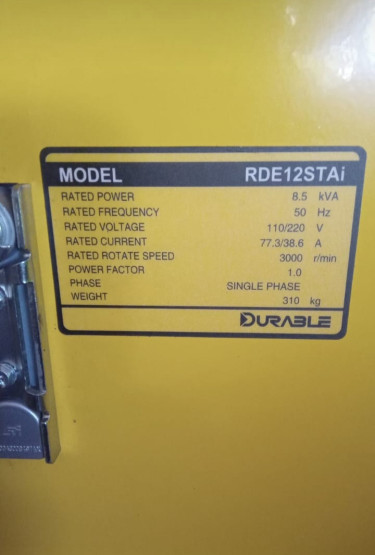 MODEL RDE12STAi
RATED POWER 8.5 kVA
RATED FREQUENCY 50 Hz
RATED VOLTAGE 110/220 V
RATED CURRENT 77.3/38.6 A
RATED ROTATE SPEED 3000 r/min
POWER FACTOR 1.0
PHASE SINGLE PHASE
WEIGHT 310 kg
DURABLE